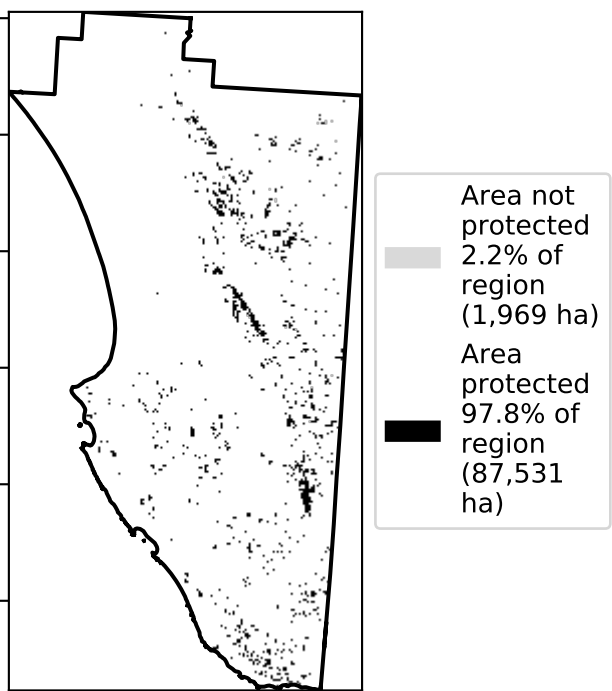 Area not
protected
2.2% of
region
(1,969 ha)
Area
protected
97.8% of
region
(87,531
ha)